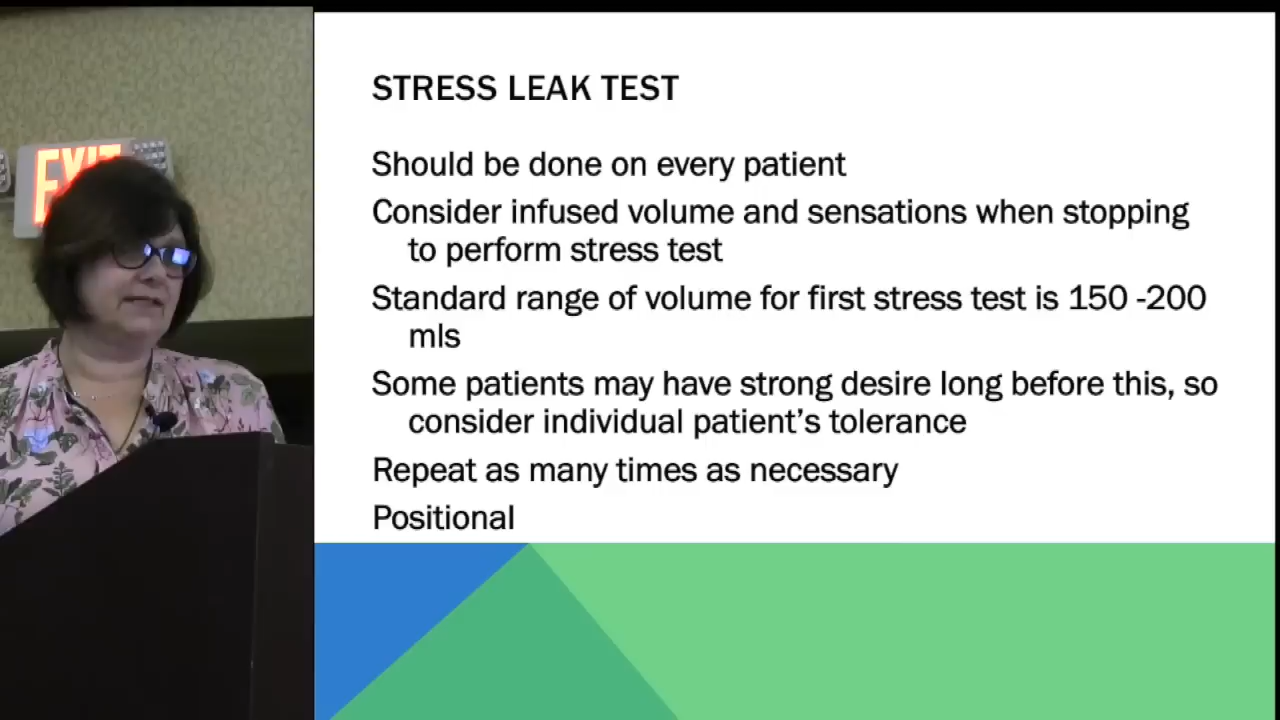 EXIT
STRESS LEAK TEST
Should be done on every patient
Consider infused volume and sensations when stopping
to perform stress test
Standard range of volume for first stress test is 150 -200
mls
Some patients may have strong desire long before this, so
consider individual patient’s tolerance
Repeat as many times as necessary
Positional